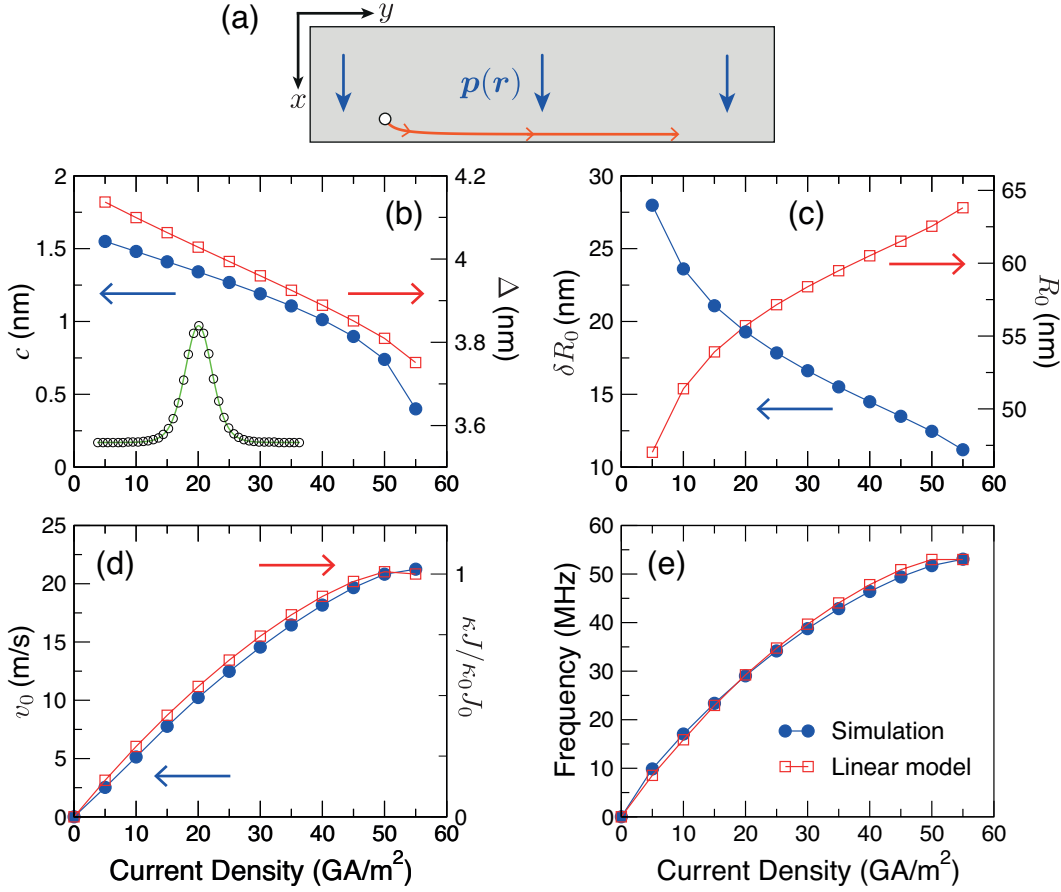 (a)
y
x
p(r)
(b)
2
1.5
1
0.5
0
c (nm)
4.2
4
3.8
3.6
Δ (nm)
0 10 20 30 40 50 60
(c)
30
25
20
15
10
δR₀ (nm)
65
60
55
50
R₀ (nm)
0 10 20 30 40 50 60
(d)
25
20
15
10
5
0
v₀ (m/s)
1
0
κJ/κ₀J₀
0 10 20 30 40 50 60
Current Density (GA/m²)
(e)
60
50
40
30
20
10
0
Frequency (MHz)
Simulation
Linear model
0 10 20 30 40 50 60
Current Density (GA/m²)